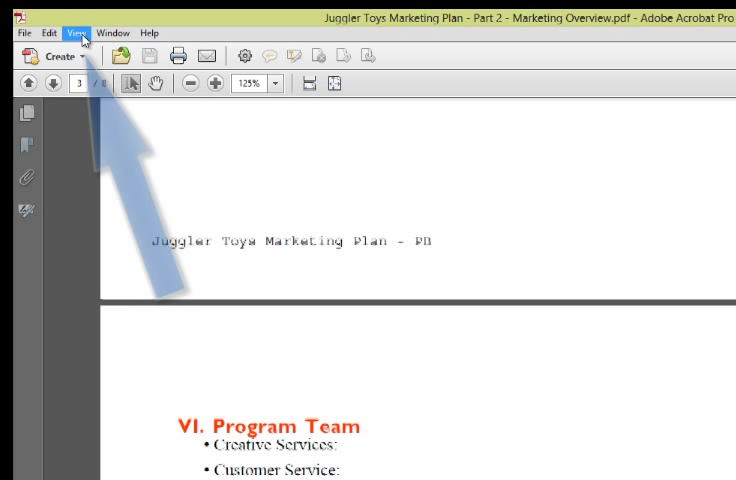 Juggler Toys Marketing Plan - Part 2 - Marketing Overview.pdf - Adobe Acrobat Pro
File Edit View Window Help
Create
3 / 8 125%
Juggler Toys Marketing Plan -
VI. Program Team
• Creative Services:
• Customer Service: